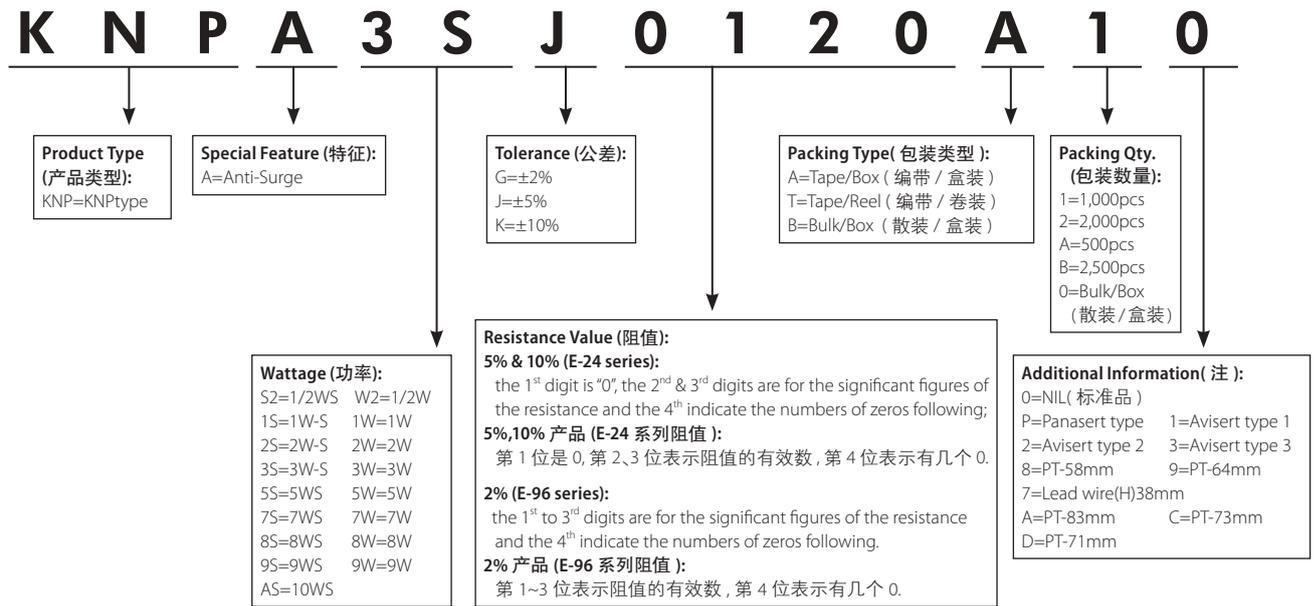 K N P A 3 S J 0 1 2 0 A 1 0
Product Type
(产品类型):
KNP=KNPtype
Special Feature (特征):
A=Anti-Surge
Tolerance (公差):
G=±2%
J=±5%
K=±10%
Packing Type( 包装类型 ):
A=Tape/Box ( 编带 / 盒装 )
T=Tape/Reel ( 编带 / 卷装 )
B=Bulk/Box ( 散装 / 盒装 )
Packing Qty.
(包装数量):
1=1,000pcs
2=2,000pcs
A=500pcs
B=2,500pcs
0=Bulk/Box
( 散装 / 盒装 )
Wattage (功率):
S2=1/2WS W2=1/2W
1S=1W-S 1W=1W
2S=2W-S 2W=2W
3S=3W-S 3W=3W
5S=5WS 5W=5W
7S=7WS 7W=7W
8S=8WS 8W=8W
9S=9WS 9W=9W
AS=10WS
Resistance Value (阻值):
5% & 10% (E-24 series):
the 1st digit is "0", the 2nd & 3rd digits are for the significant figures of
the resistance and the 4th indicate the numbers of zeros following;
5%,10% 产品 (E-24 系列阻值 ):
第 1 位是 0, 第 2、3 位表示阻值的有效数 , 第 4 位表示有几个 0.
2% (E-96 series):
the 1st to 3rd digits are for the significant figures of the resistance
and the 4th indicate the numbers of zeros following.
2% 产品 (E-96 系列阻值 ):
第 1~3 位表示阻值的有效数 , 第 4 位表示有几个 0.
Additional Information( 注 ):
0=NIL( 标准品 )
P=Panasert type 1=Avisert type 1
2=Avisert type 2 3=Avisert type 3
8=PT-58mm 9=PT-64mm
7=Lead wire(H)38mm
A=PT-83mm C=PT-73mm
D=PT-71mm